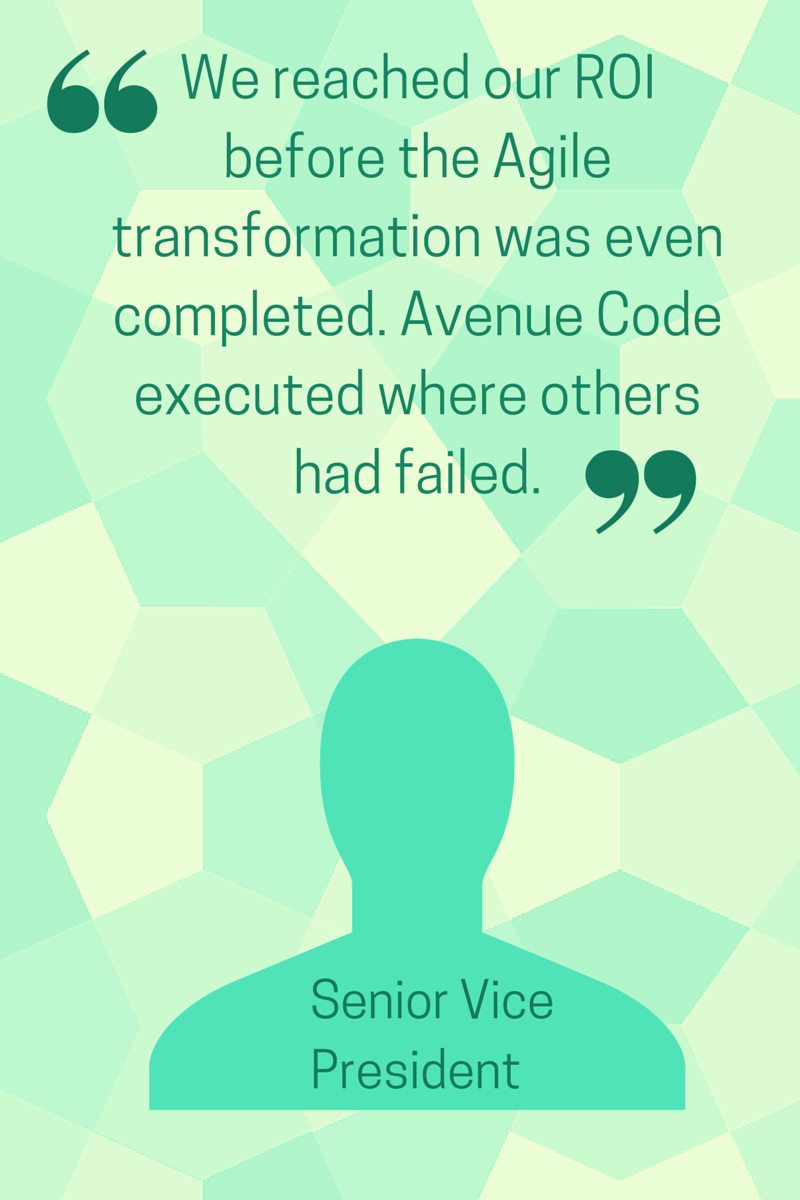 “ We reached our ROI
before the Agile
transformation was even
completed. Avenue Code
executed where others
had failed. ”
Senior Vice
President